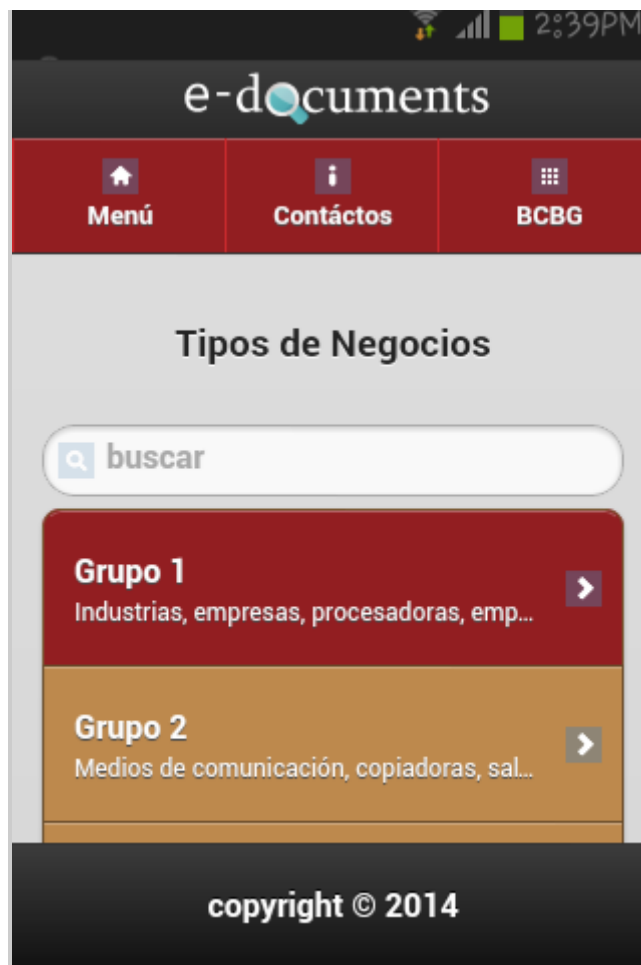 2:39PM
e-documents
Menú Contáctos BCBG
Tipos de Negocios
buscar
Grupo 1
Industrias, empresas, procesadoras, emp...
Grupo 2
Medios de comunicación, copiadoras, sal...
copyright © 2014